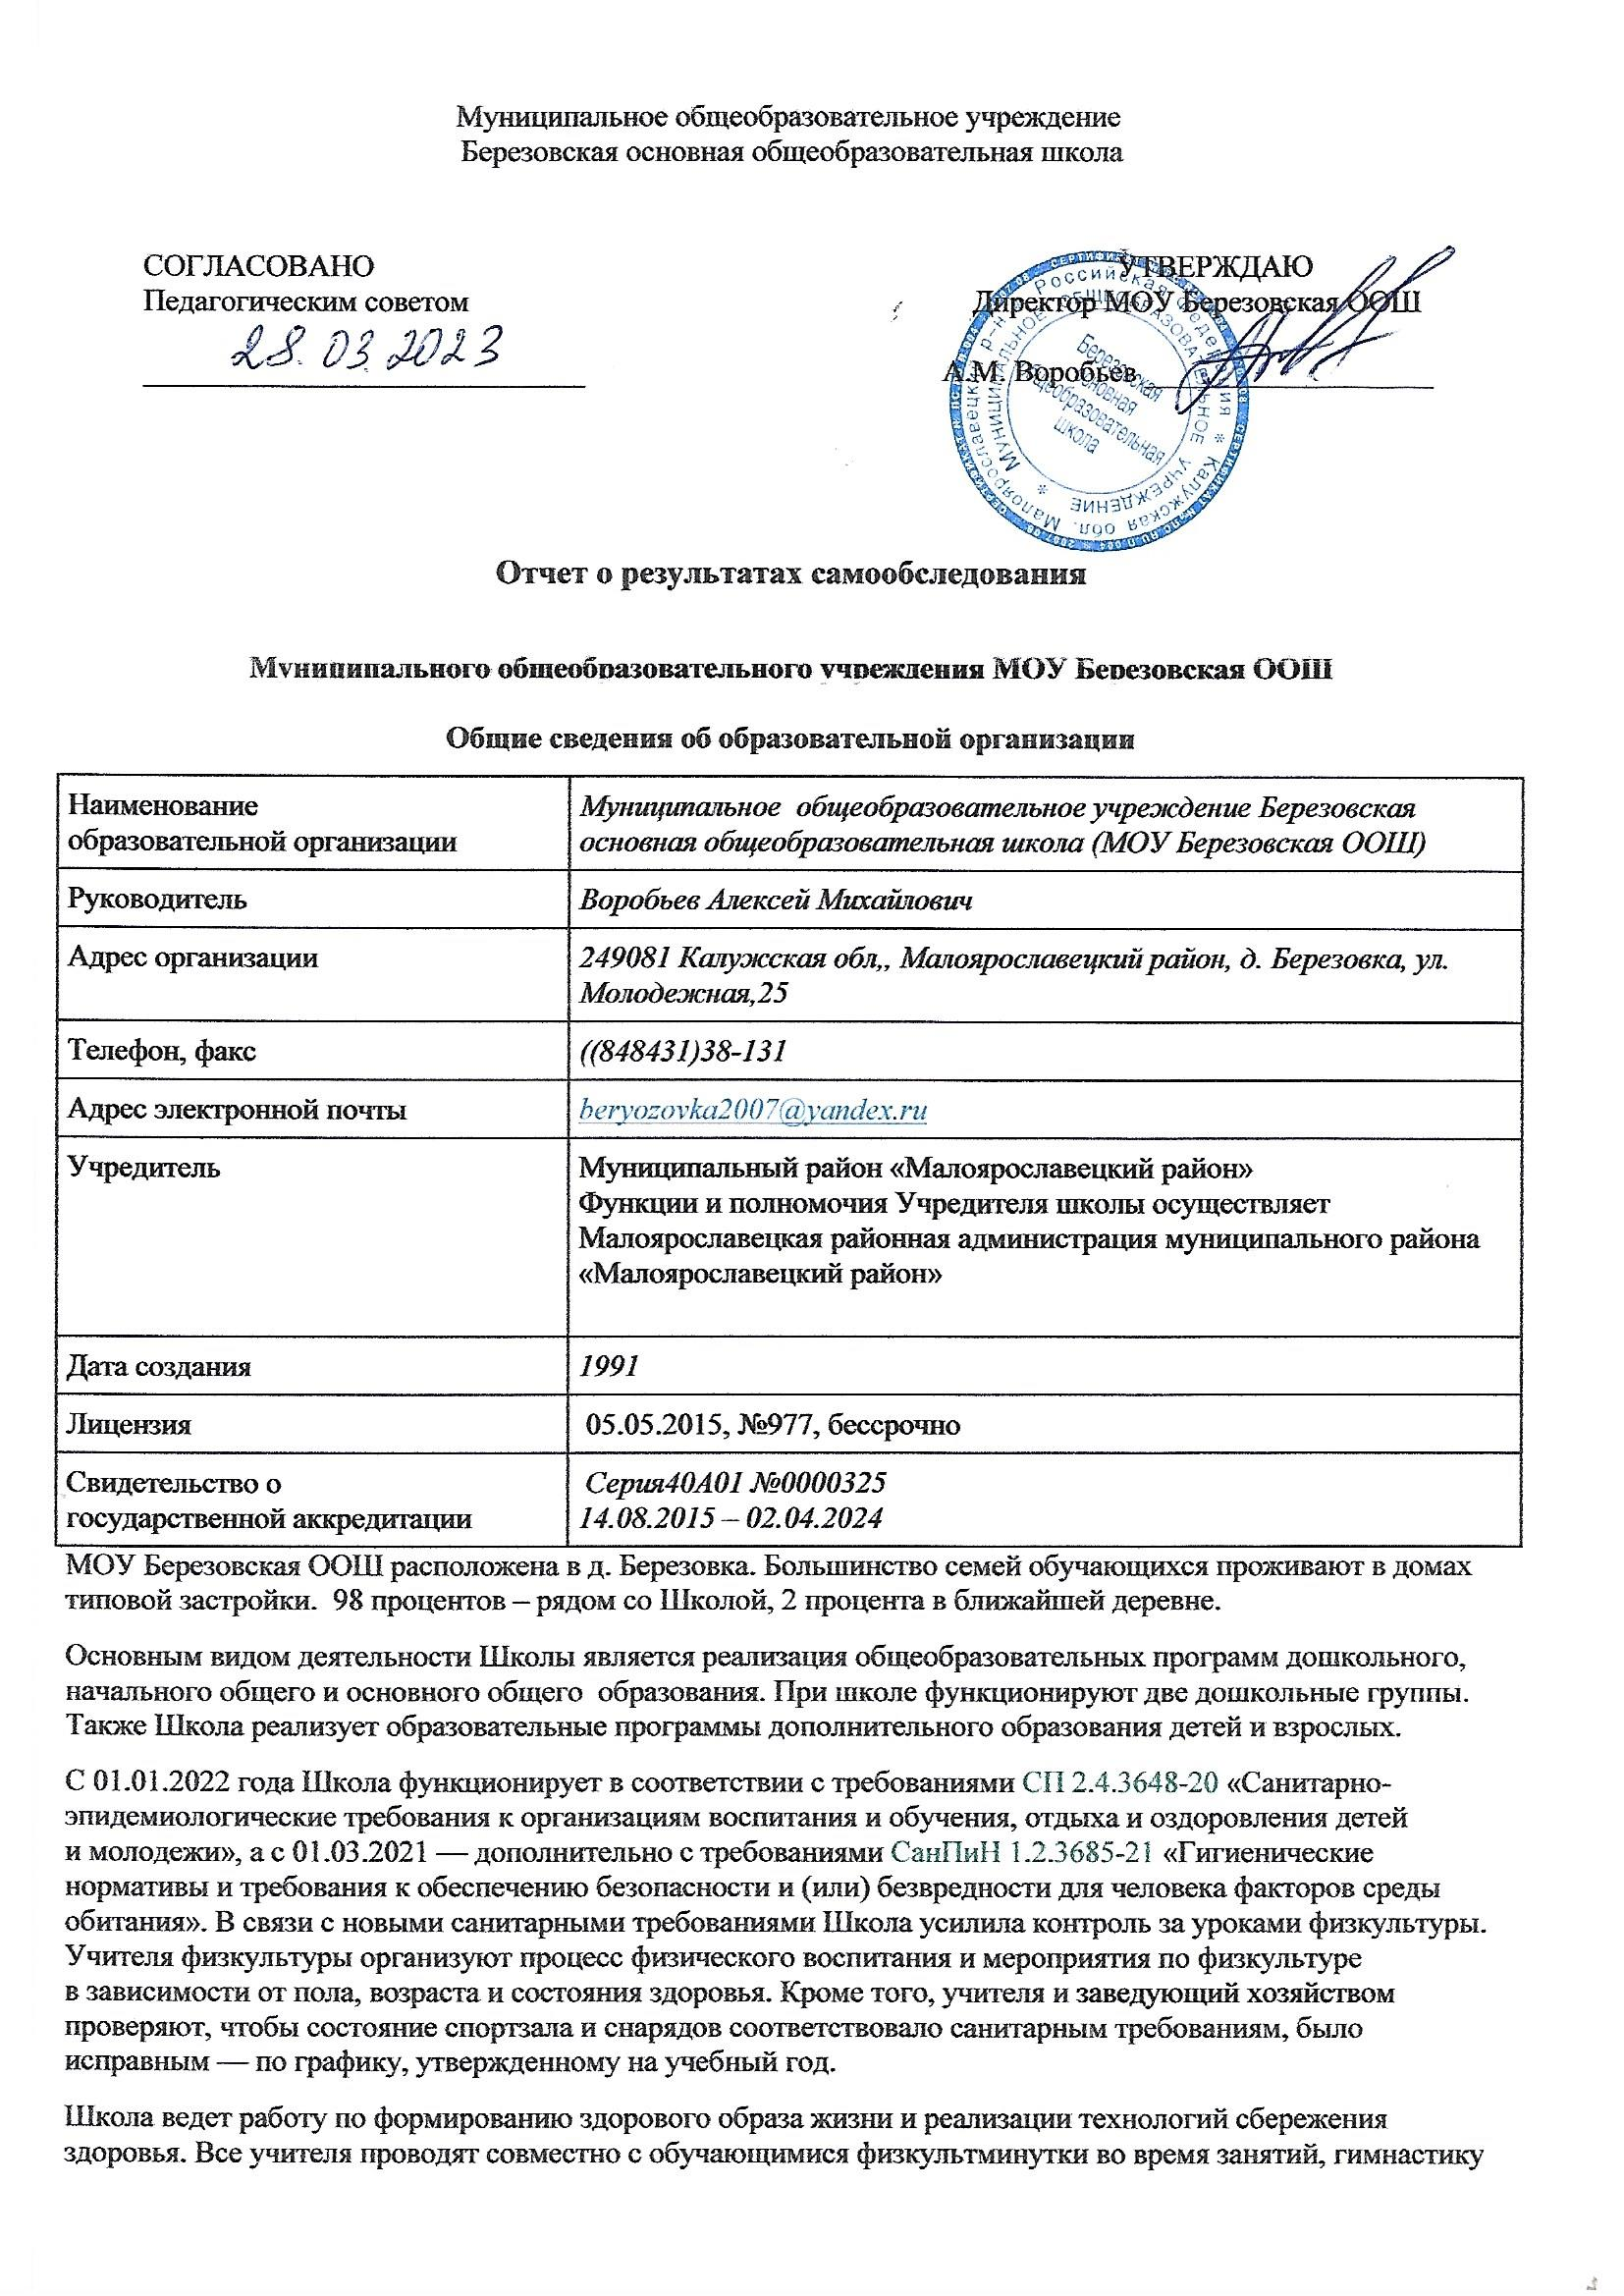 Муниципальное общеобразовательное учреждение
Березовская основная общеобразовательная школа
СОГЛАСОВАНО
Педагогическим советом
28.03.2023
УТВЕРЖДАЮ
Директор МОУ Березовская ООШ
А.М. Воробьев
Российская Федерация * Калужская обл. Малоярославецкий р-н *
МУНИЦИПАЛЬНОЕ ОБЩЕОБРАЗОВАТЕЛЬНОЕ УЧРЕЖДЕНИЕ *
Березовская
основная
общеобразовательная
школа
Отчет о результатах самообследования
Муниципального общеобразовательного учреждения МОУ Березовская ООШ
Общие сведения об образовательной организации
Наименование
образовательной организации
Муниципальное общеобразовательное учреждение Березовская
основная общеобразовательная школа (МОУ Березовская ООШ)
Руководитель
Воробьев Алексей Михайлович
Адрес организации
249081 Калужская обл,, Малоярославецкий район, д. Березовка, ул.
Молодежная,25
Телефон, факс
((848431)38-131
Адрес электронной почты
beryozovka2007@yandex.ru
Учредитель
Муниципальный район «Малоярославецкий район»
Функции и полномочия Учредителя школы осуществляет
Малоярославецкая районная администрация муниципального района
«Малоярославецкий район»
Дата создания
1991
Лицензия
05.05.2015, №977, бессрочно
Свидетельство о
государственной аккредитации
Серия40А01 №0000325
14.08.2015 – 02.04.2024
МОУ Березовская ООШ расположена в д. Березовка. Большинство семей обучающихся проживают в домах
типовой застройки. 98 процентов – рядом со Школой, 2 процента в ближайшей деревне.
Основным видом деятельности Школы является реализация общеобразовательных программ дошкольного,
начального общего и основного общего образования. При школе функционируют две дошкольные группы.
Также Школа реализует образовательные программы дополнительного образования детей и взрослых.
С 01.01.2022 года Школа функционирует в соответствии с требованиями СП 2.4.3648-20 «Санитарно-
эпидемиологические требования к организациям воспитания и обучения, отдыха и оздоровления детей
и молодежи», а с 01.03.2021 — дополнительно с требованиями СанПиН 1.2.3685-21 «Гигиенические
нормативы и требования к обеспечению безопасности и (или) безвредности для человека факторов среды
обитания». В связи с новыми санитарными требованиями Школа усилила контроль за уроками физкультуры.
Учителя физкультуры организуют процесс физического воспитания и мероприятия по физкультуре
в зависимости от пола, возраста и состояния здоровья. Кроме того, учителя и заведующий хозяйством
проверяют, чтобы состояние спортзала и снарядов соответствовало санитарным требованиям, было
исправным — по графику, утвержденному на учебный год.
Школа ведет работу по формированию здорового образа жизни и реализации технологий сбережения
здоровья. Все учителя проводят совместно с обучающимися физкультминутки во время занятий, гимнастику